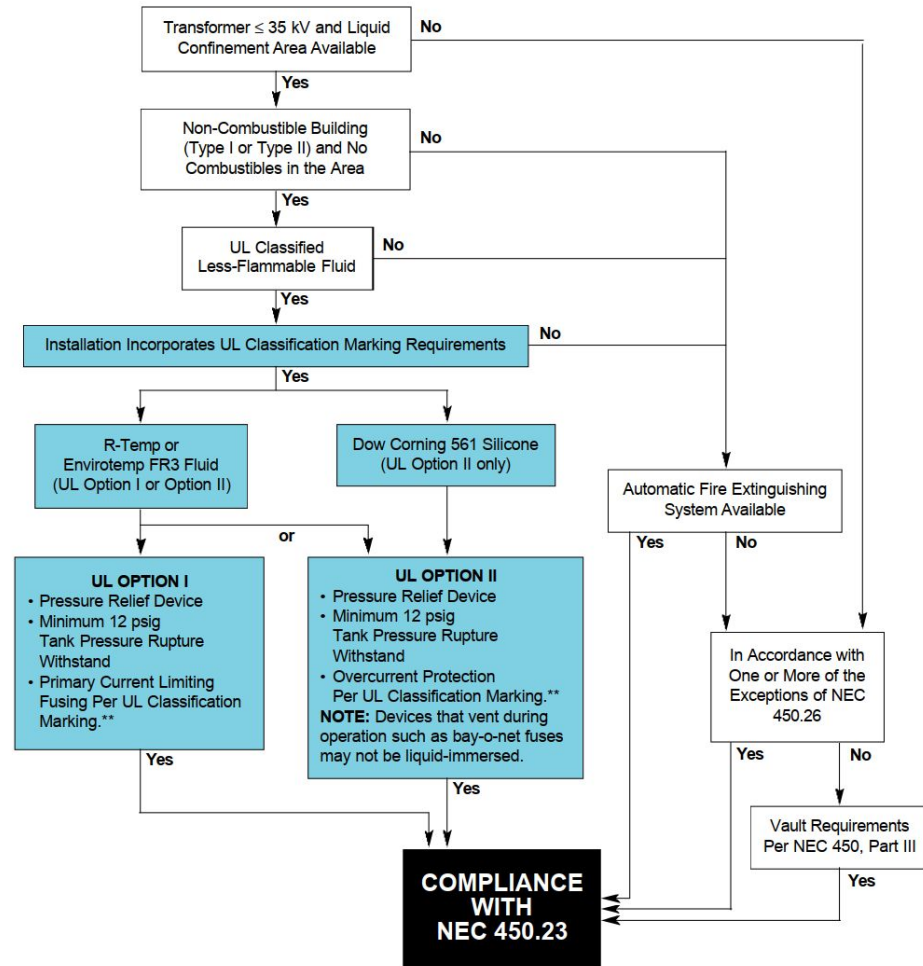 Transformer ≤ 35 kV and Liquid
Confinement Area Available
No
Yes
Non-Combustible Building
(Type I or Type II) and No
Combustibles in the Area
No
Yes
UL Classified
Less-Flammable Fluid
No
Yes
Installation Incorporates UL Classification Marking Requirements
No
Yes
R-Temp or
Envirotemp FR3 Fluid
(UL Option I or Option II)
Dow Corning 561 Silicone
(UL Option II only)
or
Automatic Fire Extinguishing
System Available
Yes
No
UL OPTION I
• Pressure Relief Device
• Minimum 12 psig
Tank Pressure Rupture
Withstand
• Primary Current Limiting
Fusing Per UL Classification
Marking.**
Yes
UL OPTION II
• Pressure Relief Device
• Minimum 12 psig
Tank Pressure Rupture
Withstand
• Overcurrent Protection
Per UL Classification Marking.**
NOTE: Devices that vent during
operation such as bay-o-net fuses
may not be liquid-immersed.
Yes
In Accordance with
One or More of the
Exceptions of NEC
450.26
Yes
No
Vault Requirements
Per NEC 450, Part III
Yes
COMPLIANCE
WITH
NEC 450.23